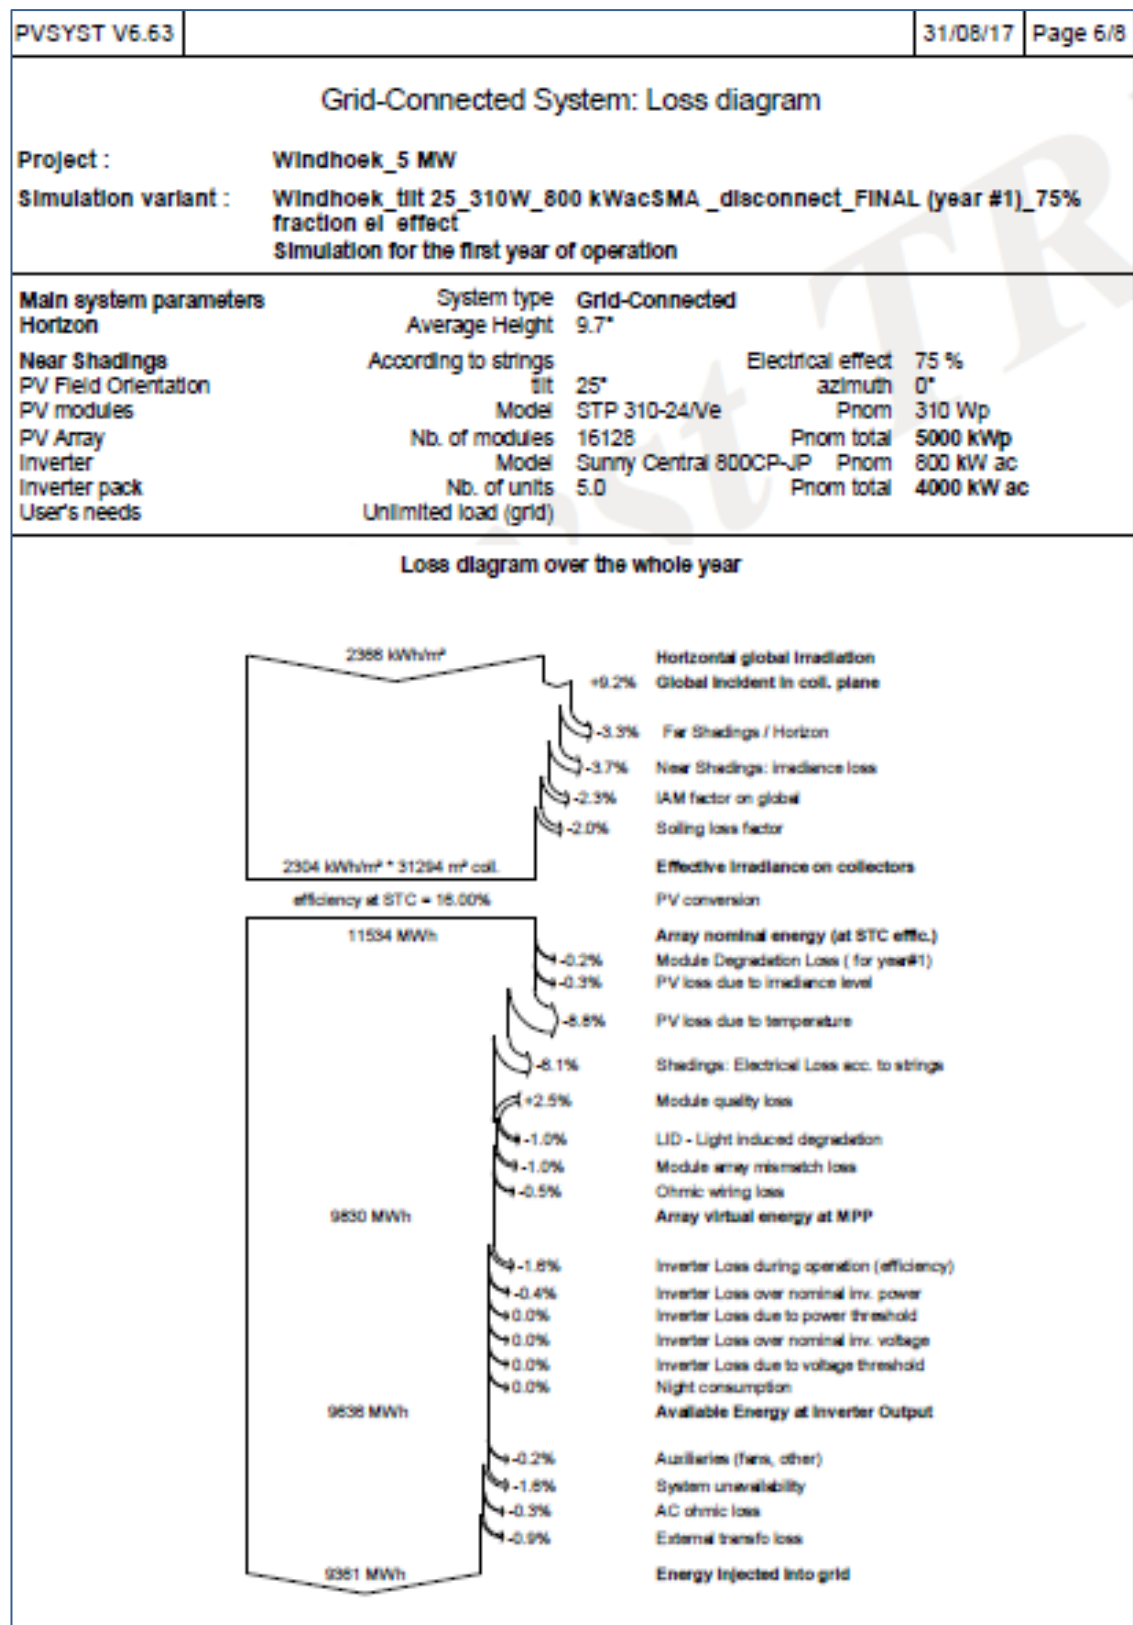 PVSYST V6.63 31/08/17 Page 6/8
Grid-Connected System: Loss diagram
Project : Windhoek_5 MW
Simulation variant : Windhoek_tilt 25_310W_800 kWacSMA _disconnect_FINAL (year #1)_75%
fraction el effect
Simulation for the first year of operation
Main system parameters System type Grid-Connected
Horizon Average Height 9.7°
Near Shadings According to strings Electrical effect 75 %
PV Field Orientation tilt 25° azimuth 0°
PV modules Model STP 310-24/Ve Pnom 310 Wp
PV Array Nb. of modules 16128 Pnom total 5000 kWp
Inverter Model Sunny Central 800CP-JP Pnom 800 kW ac
Inverter pack Nb. of units 5.0 Pnom total 4000 kW ac
User's needs Unlimited load (grid)
Loss diagram over the whole year
2366 kWh/m² Horizontal global irradiation
+9.2% Global incident in coll. plane
-3.3% Far Shadings / Horizon
-3.7% Near Shadings: irradiance loss
-2.3% IAM factor on global
-2.0% Soiling loss factor
2304 kWh/m² * 31294 m² coll. Effective irradiance on collectors
efficiency at STC = 16.00% PV conversion
11534 MWh Array nominal energy (at STC effic.)
-0.2% Module Degradation Loss ( for year#1)
-0.3% PV loss due to irradiance level
-8.8% PV loss due to temperature
-6.1% Shadings: Electrical Loss acc. to strings
+2.5% Module quality loss
-1.0% LID - Light induced degradation
-1.0% Module array mismatch loss
-0.5% Ohmic wiring loss
9830 MWh Array virtual energy at MPP
-1.6% Inverter Loss during operation (efficiency)
-0.4% Inverter Loss over nominal inv. power
0.0% Inverter Loss due to power threshold
0.0% Inverter Loss over nominal inv. voltage
0.0% Inverter Loss due to voltage threshold
0.0% Night consumption
9636 MWh Available Energy at Inverter Output
-0.2% Auxiliaries (fans, other)
-1.6% System unavailability
-0.3% AC ohmic loss
-0.9% External transfo loss
9361 MWh Energy injected into grid